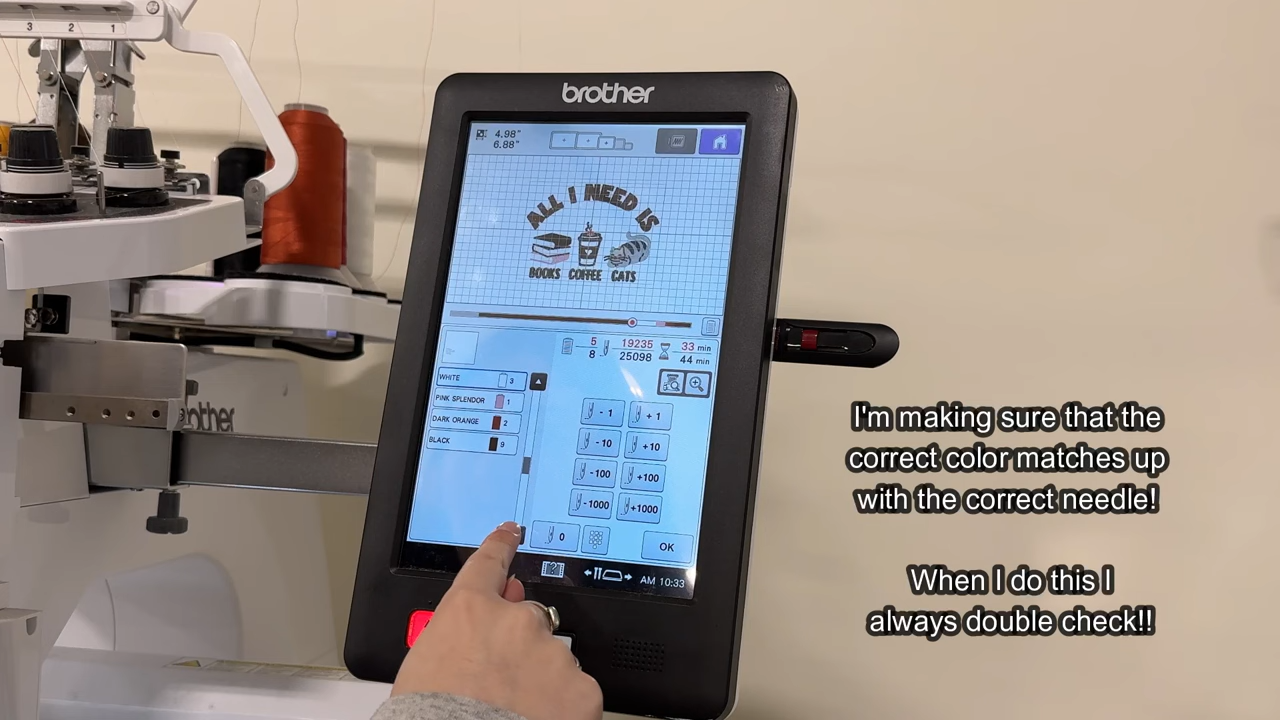 3 2 1
brother
4.98"
6.88"
ALL I NEED IS
BOOKS COFFEE CATS
5
8
19235
25098
33 min
44 min
WHITE 3
PINK SPLENDOR 1
DARK ORANGE 2
BLACK 9
- 1
+ 1
- 10
+10
-100
+100
-1000
+1000
0
OK
AM 10:33
brother
I'm making sure that the
correct color matches up
with the correct needle!
When I do this I
always double check!!